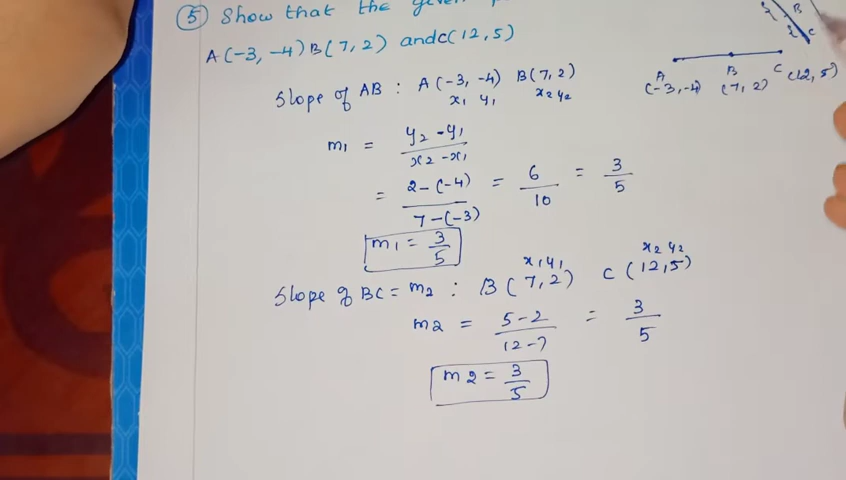 ⑤ Show that the given
A(-3, -4) B(7, 2) and C(12, 5)
B
C
A B C (12, 5)
(-3, -4) (7, 2)
Slope of AB : A(-3, -4) B(7, 2)
x₁ y₁ x₂ y₂
m₁ = y₂ - y₁ / x₂ - x₁
= 2-(-4) / 7-(-3) = 6 / 10 = 3 / 5
m₁ = 3 / 5
x₁ y₁ x₂ y₂
Slope of BC = m₂ : B(7, 2) C(12, 5)
m₂ = 5-2 / 12-7 = 3 / 5
m₂ = 3 / 5